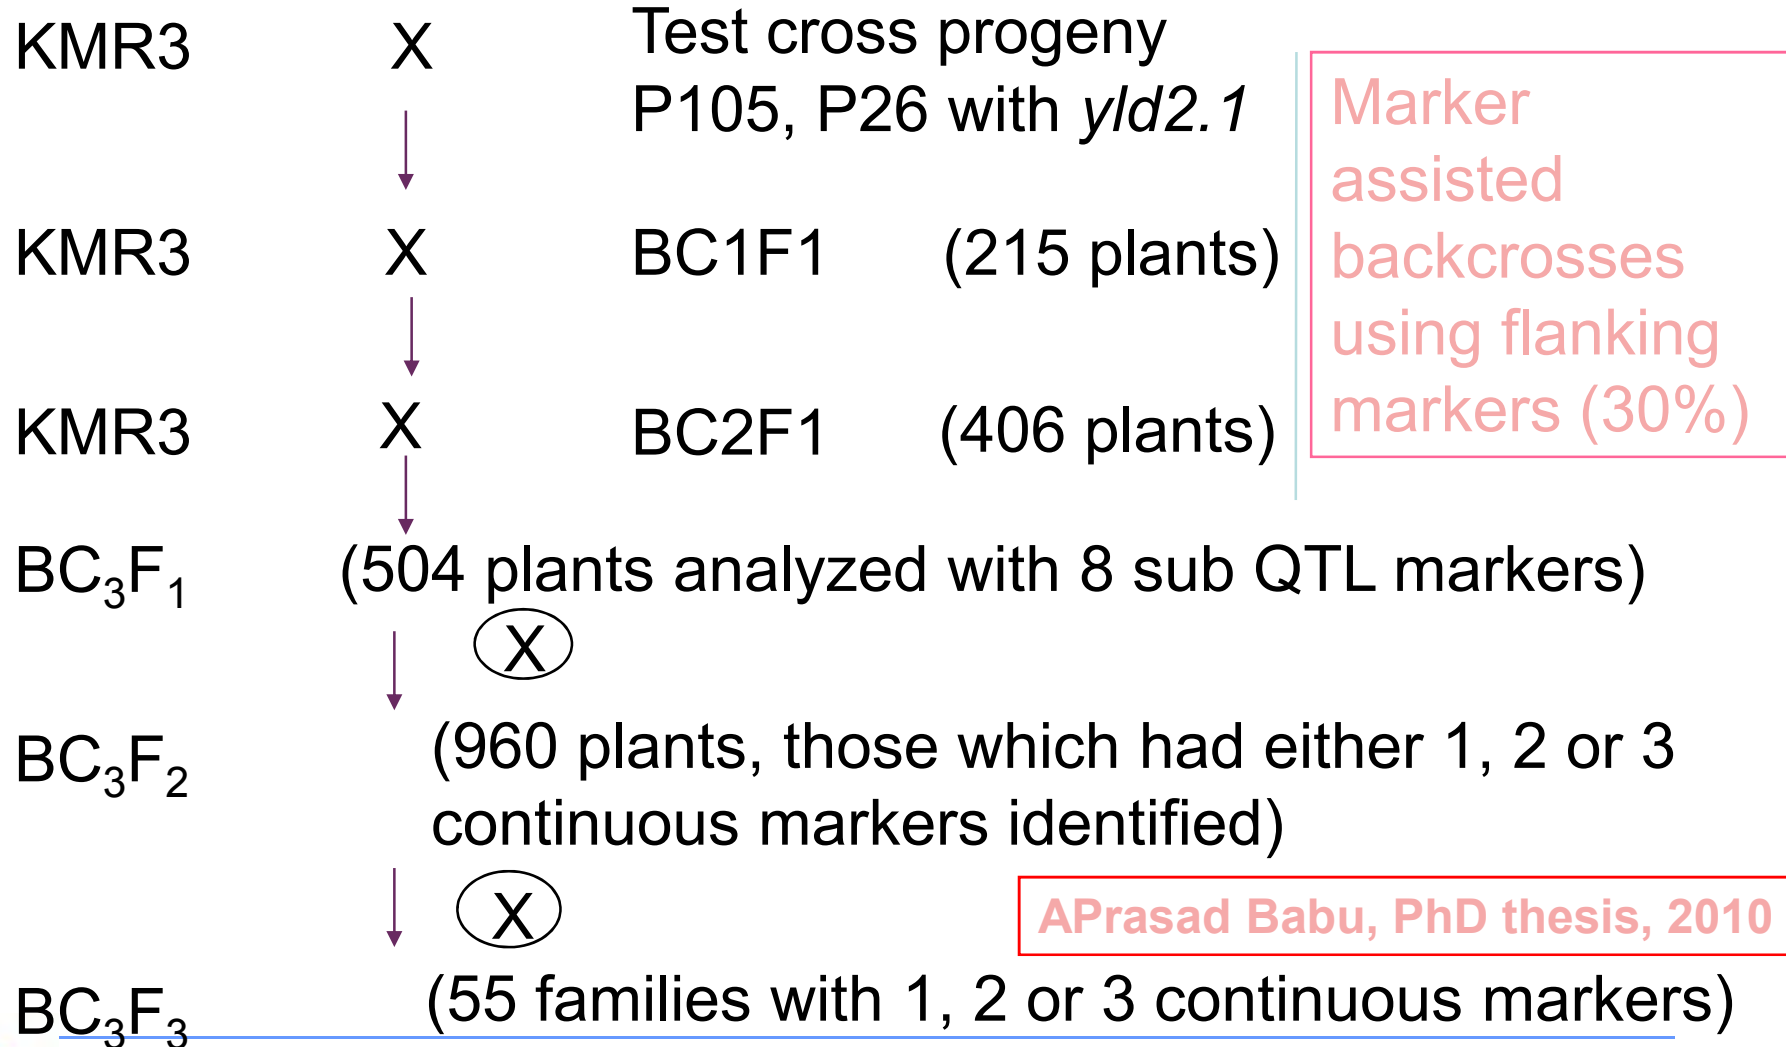 KMR3 X Test cross progeny
P105, P26 with yld2.1
KMR3 X BC1F1 (215 plants)
KMR3 X BC2F1 (406 plants)
Marker
assisted
backcrosses
using flanking
markers (30%)
BC₃F₁ (504 plants analyzed with 8 sub QTL markers)
X
BC₃F₂ (960 plants, those which had either 1, 2 or 3
continuous markers identified)
X
APrasad Babu, PhD thesis, 2010
BC₃F₃ (55 families with 1, 2 or 3 continuous markers)